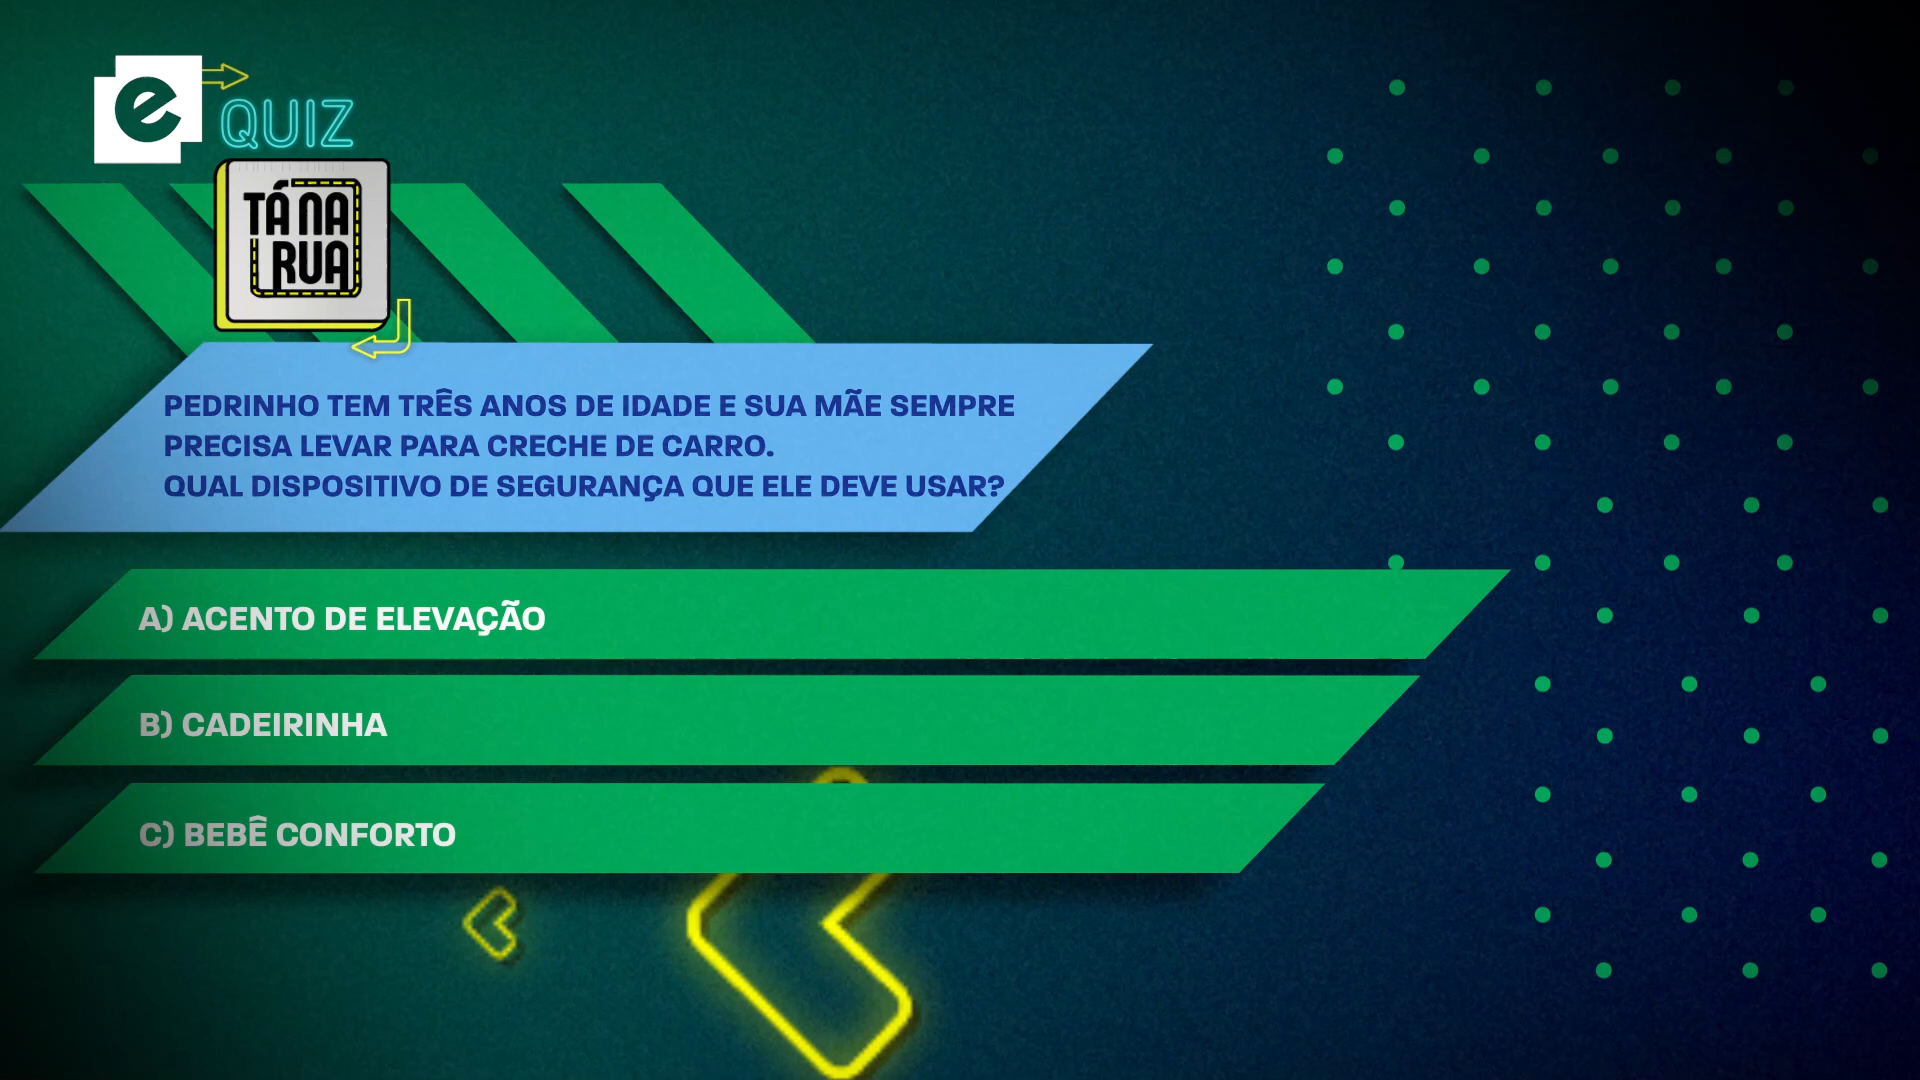 e
QUIZ
TÁ NA
RUA
PEDRINHO TEM TRÊS ANOS DE IDADE E SUA MÃE SEMPRE
PRECISA LEVAR PARA CRECHE DE CARRO.
QUAL DISPOSITIVO DE SEGURANÇA QUE ELE DEVE USAR?
A) ACENTO DE ELEVAÇÃO
B) CADEIRINHA
C) BEBÊ CONFORTO